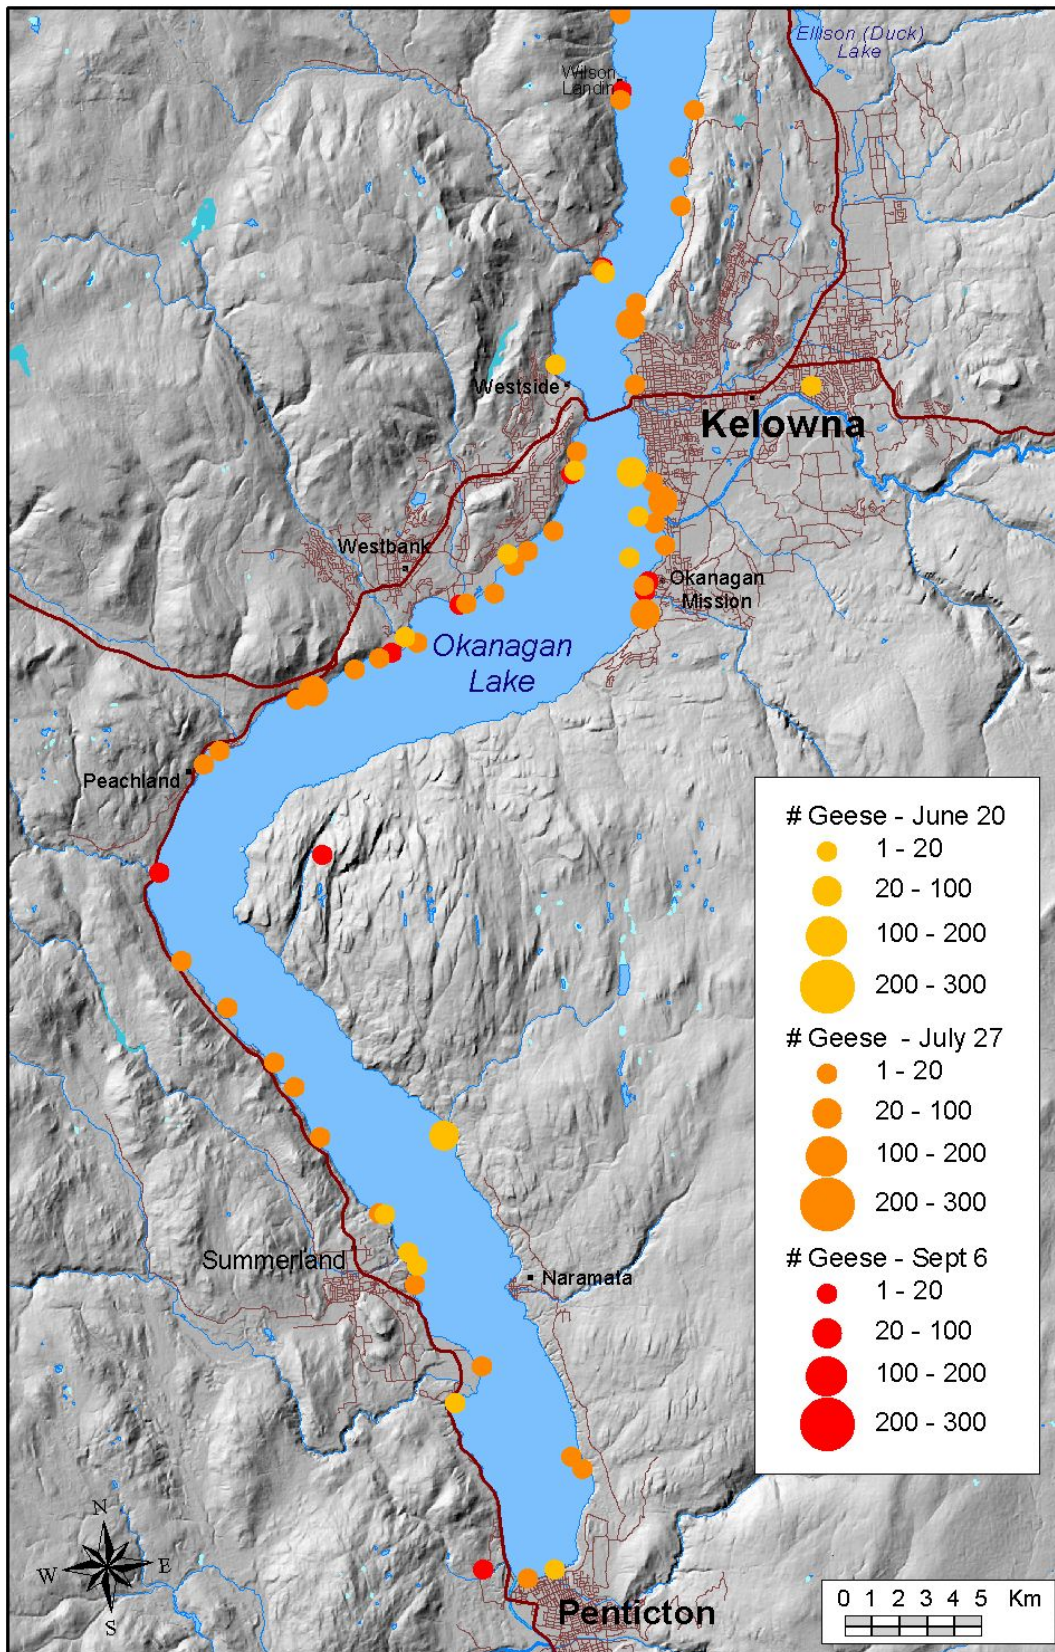 Ellison (Duck)
Lake
Wilson
Landing
Westside
Kelowna
Westbank
Okanagan
Mission
Okanagan
Lake
Peachland
# Geese - June 20
1 - 20
20 - 100
100 - 200
200 - 300
# Geese - July 27
1 - 20
20 - 100
100 - 200
200 - 300
# Geese - Sept 6
1 - 20
20 - 100
100 - 200
200 - 300
Summerland
Naramata
N
W E
S
Penticton
0 1 2 3 4 5 Km